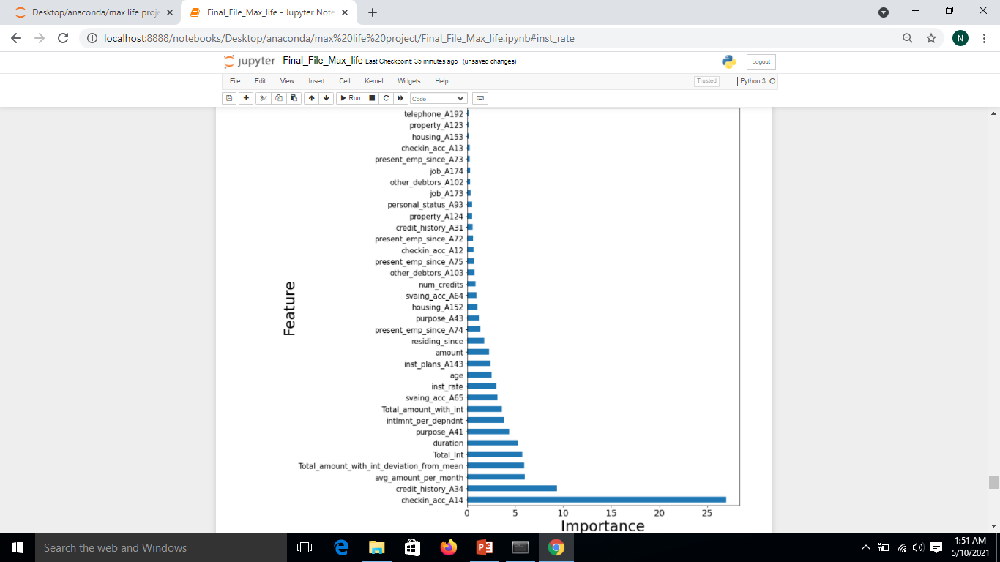 Desktop/anaconda/max life proje
Final_File_Max_life - Jupyter Note
localhost:8888/notebooks/Desktop/anaconda/max%20life%20project/Final_File_Max_life.ipynb#inst_rate
N
jupyter Final_File_Max_life Last Checkpoint: 35 minutes ago (unsaved changes)
Logout
File Edit View Insert Cell Kernel Widgets Help
Trusted
Python 3
Run
Code
telephone_A192
property_A123
housing_A153
checkin_acc_A13
present_emp_since_A73
job_A174
other_debtors_A102
job_A173
personal_status_A93
property_A124
credit_history_A31
present_emp_since_A72
checkin_acc_A12
present_emp_since_A75
other_debtors_A103
num_credits
svaing_acc_A64
housing_A152
purpose_A43
present_emp_since_A74
residing_since
amount
inst_plans_A143
age
inst_rate
svaing_acc_A65
Total_amount_with_int
intlmnt_per_depndnt
purpose_A41
duration
Total_Int
Total_amount_with_int_deviation_from_mean
avg_amount_per_month
credit_history_A34
checkin_acc_A14
Feature
0 5 10 15 20 25
Importance
Search the web and Windows
1:51 AM
5/10/2021